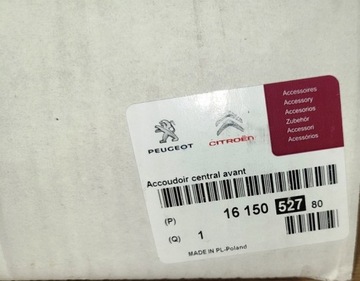 Accessoires
Accessory
Accesorios
Zubehör
Accessori
Acessórios
PEUGEOT
CITROËN
Accoudoir central avant
(P) 16 150 527 80
(Q) 1
MADE IN PL-Poland